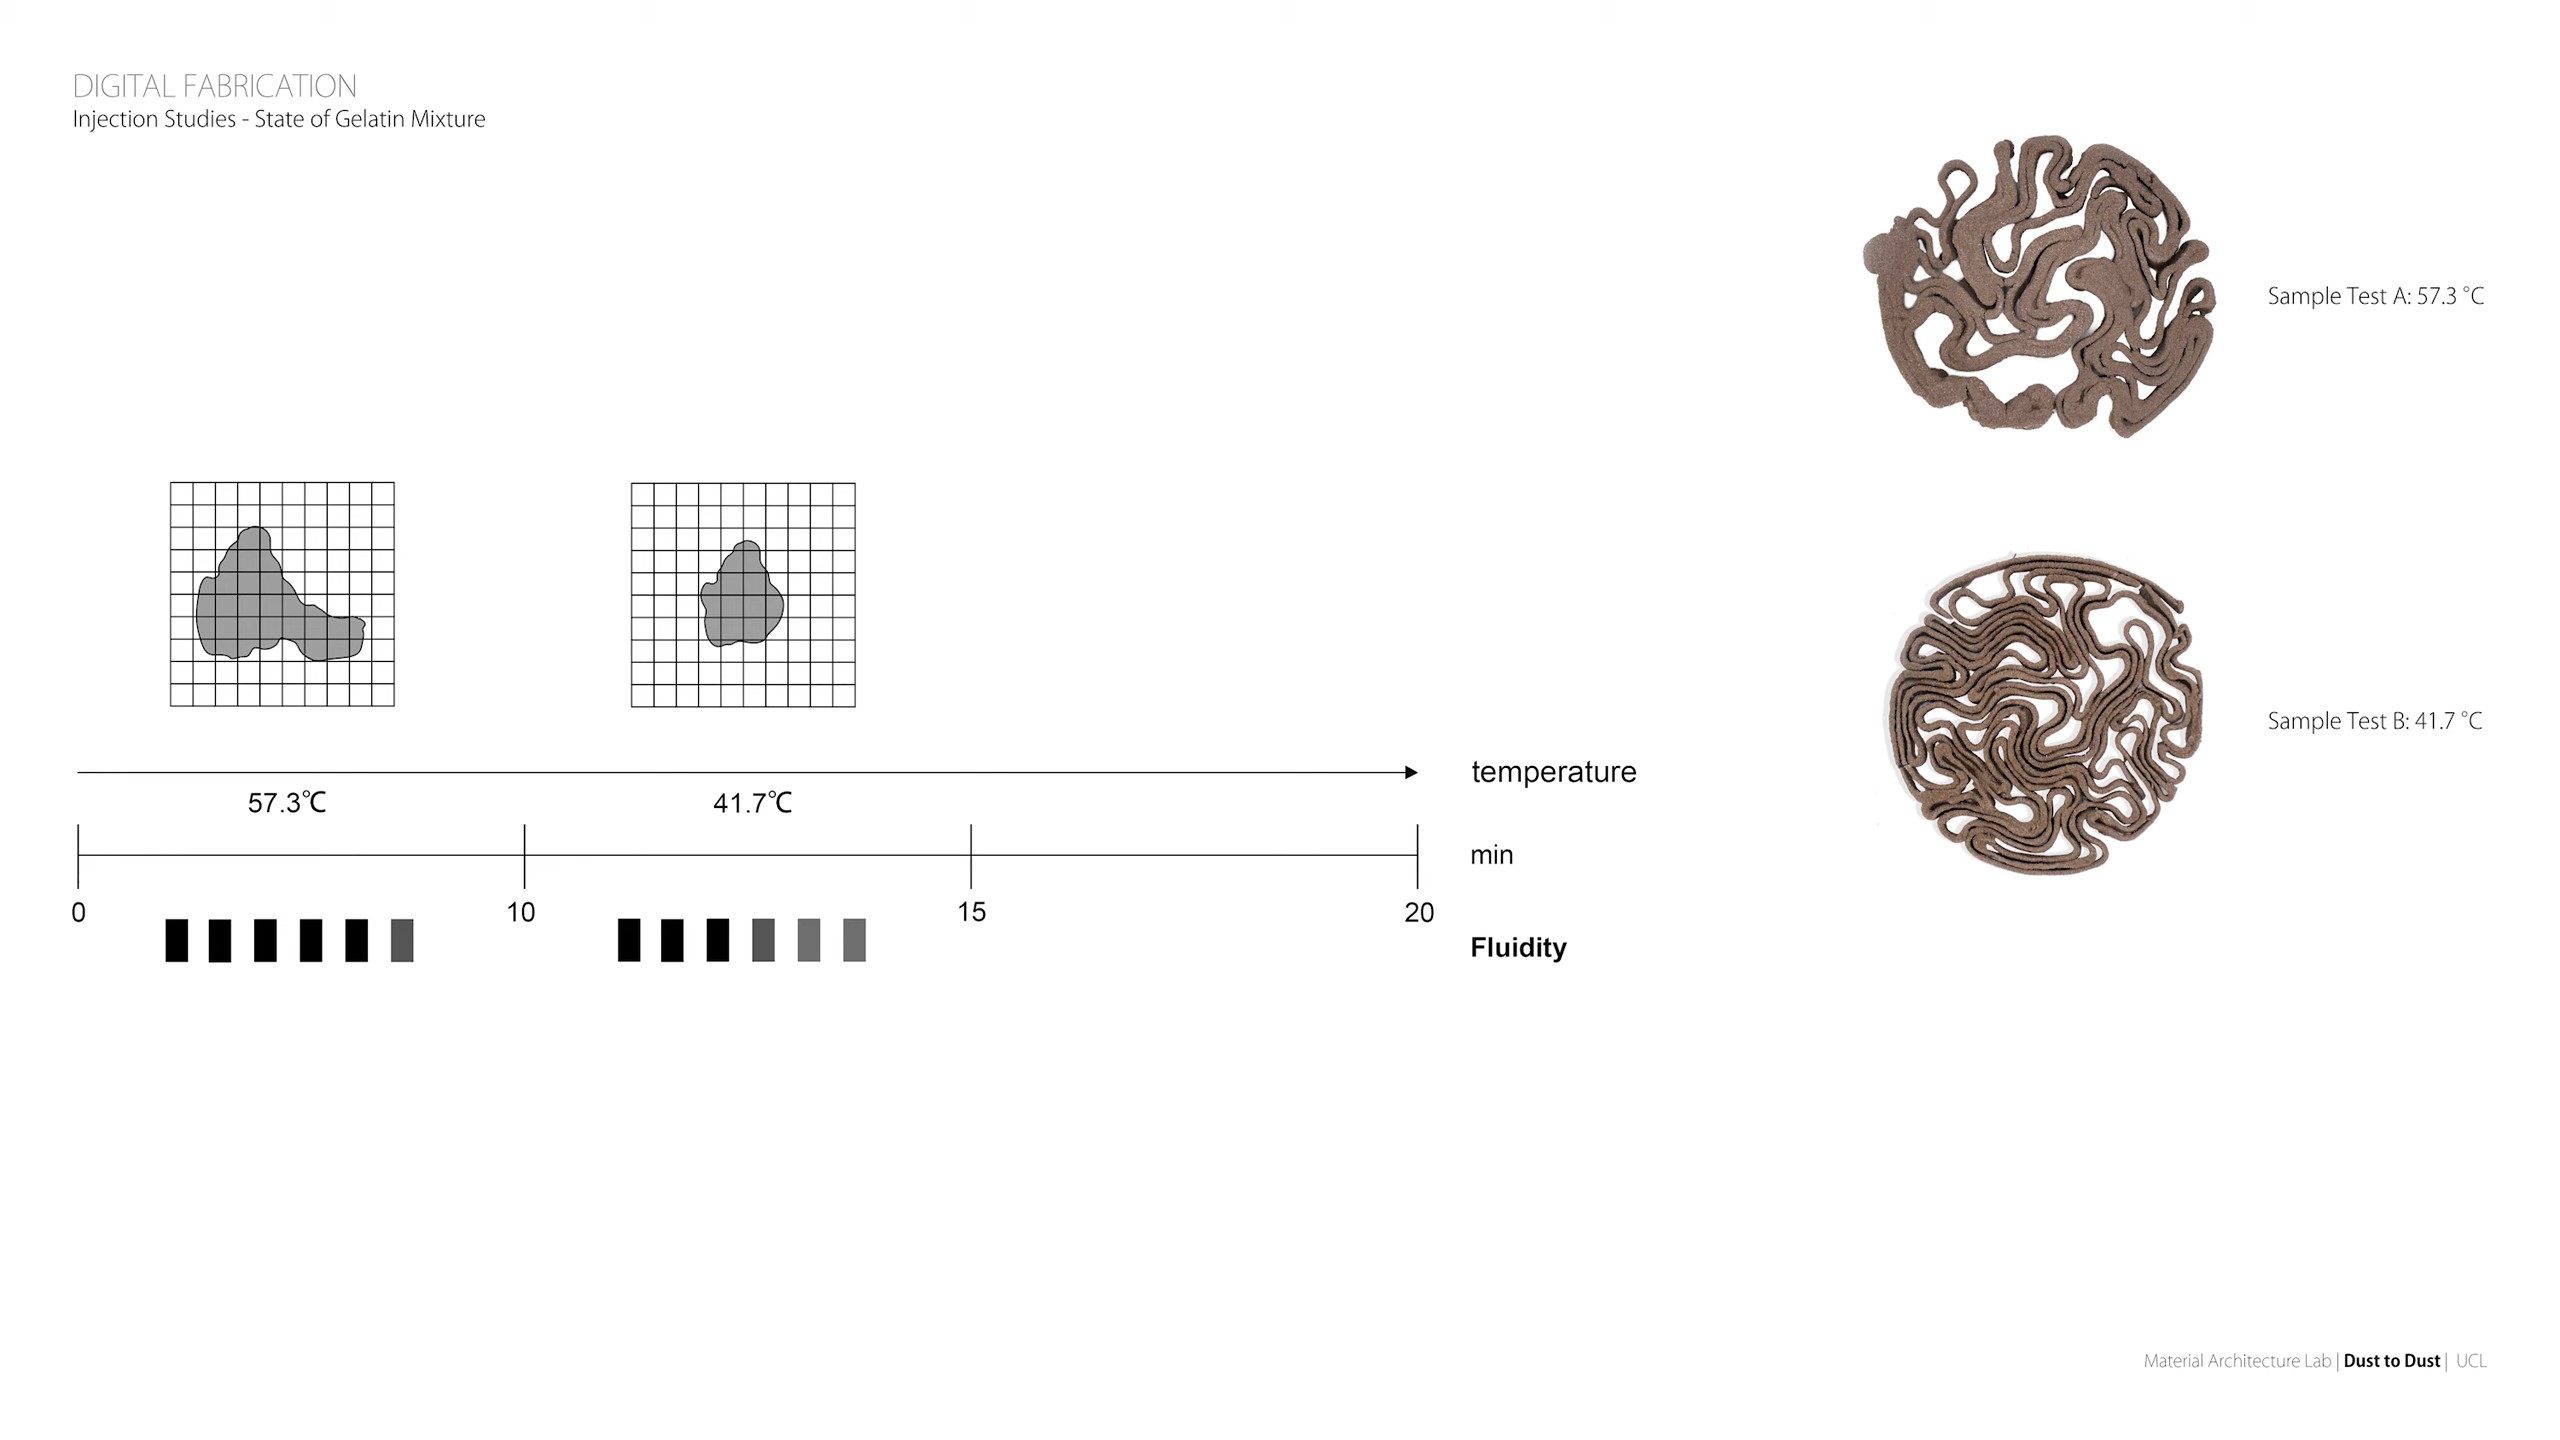 DIGITAL FABRICATION
Injection Studies - State of Gelatin Mixture
Sample Test A: 57.3 °C
Sample Test B: 41.7 °C
temperature
57.3℃
41.7℃
min
0
10
15
20
Fluidity
Material Architecture Lab | Dust to Dust | UCL